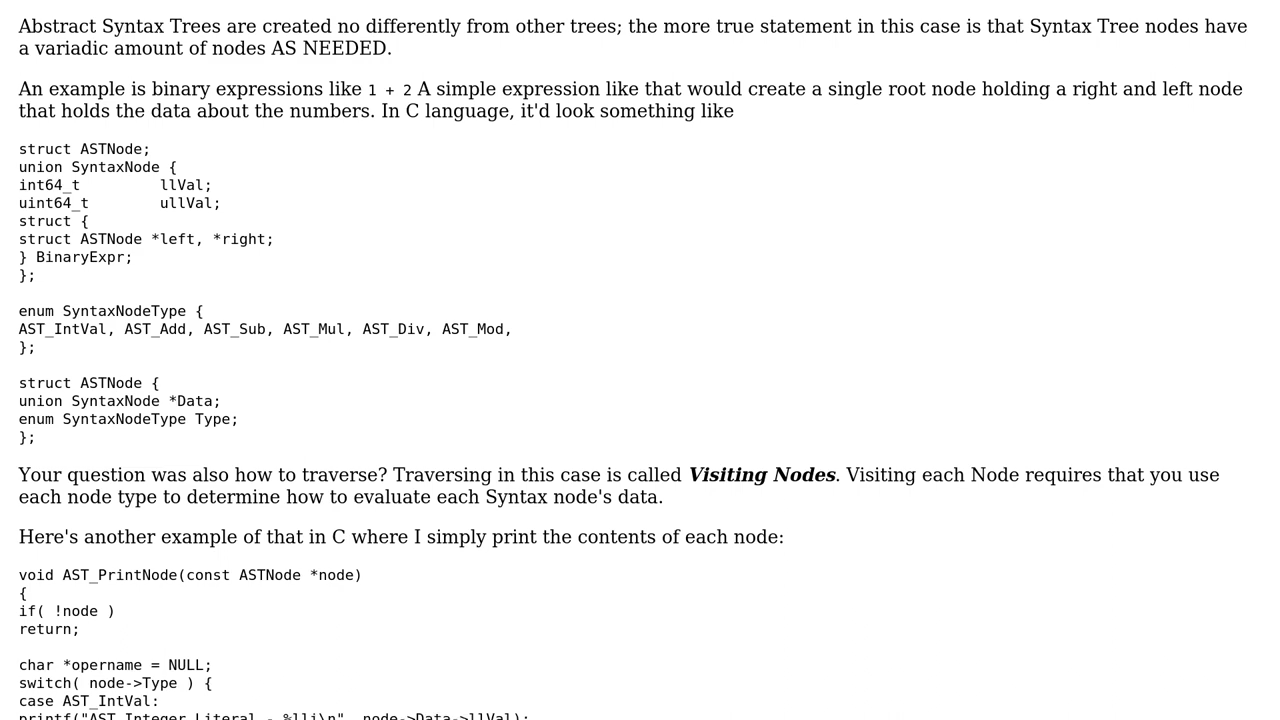 Abstract Syntax Trees are created no differently from other trees; the more true statement in this case is that Syntax Tree nodes have
a variadic amount of nodes AS NEEDED.
An example is binary expressions like 1 + 2 A simple expression like that would create a single root node holding a right and left node
that holds the data about the numbers. In C language, it'd look something like
struct ASTNode;
union SyntaxNode {
int64_t         llVal;
uint64_t        ullVal;
struct {
struct ASTNode *left, *right;
} BinaryExpr;
};
enum SyntaxNodeType {
AST_IntVal, AST_Add, AST_Sub, AST_Mul, AST_Div, AST_Mod,
};
struct ASTNode {
union SyntaxNode *Data;
enum SyntaxNodeType Type;
};
Your question was also how to traverse? Traversing in this case is called Visiting Nodes. Visiting each Node requires that you use
each node type to determine how to evaluate each Syntax node's data.
Here's another example of that in C where I simply print the contents of each node:
void AST_PrintNode(const ASTNode *node)
{
if( !node )
return;
char *opername = NULL;
switch( node->Type ) {
case AST_IntVal:
printf("AST Integer Literal - %lli\n", node->Data->llVal);